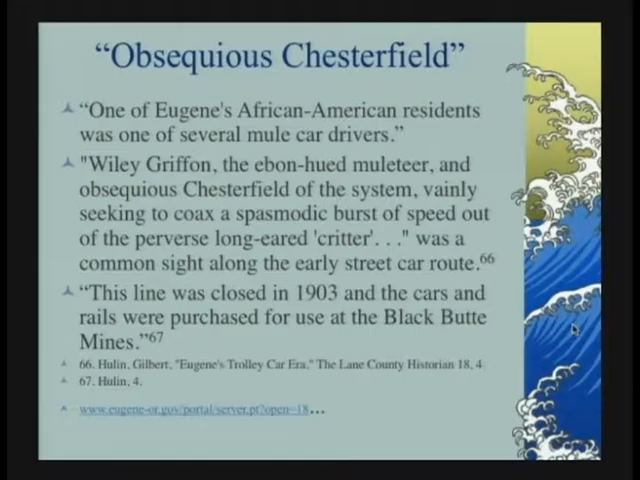 “Obsequious Chesterfield”
“One of Eugene's African-American residents
was one of several mule car drivers.”
"Wiley Griffon, the ebon-hued muleteer, and
obsequious Chesterfield of the system, vainly
seeking to coax a spasmodic burst of speed out
of the perverse long-eared 'critter'. . ." was a
common sight along the early street car route.66
“This line was closed in 1903 and the cars and
rails were purchased for use at the Black Butte
Mines.”67
66. Hulin, Gilbert, "Eugene's Trolley Car Era," The Lane County Historian 18, 4
67. Hulin, 4.
www.eugene-or.gov/portal/server.pt?open=18...